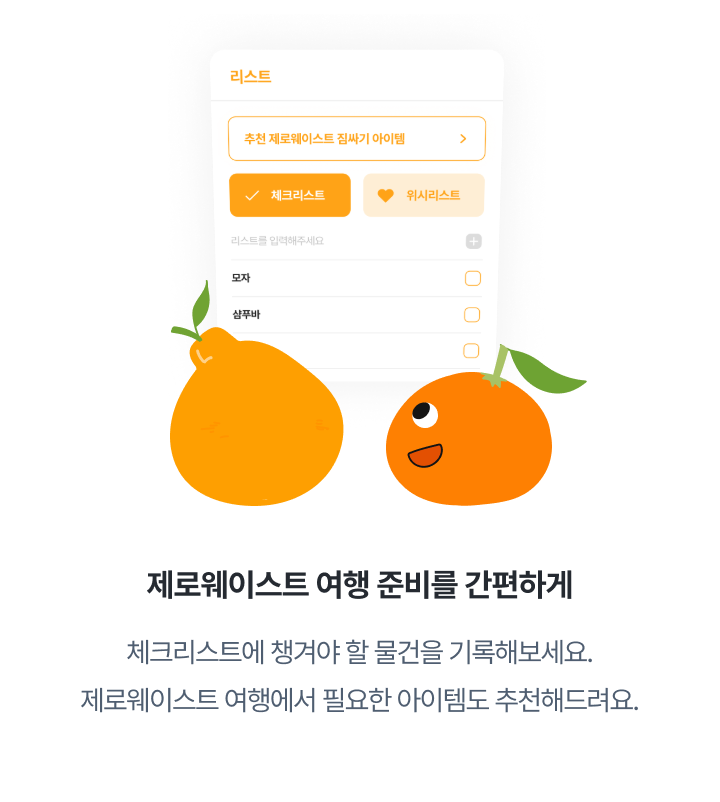 리스트
추천 제로웨이스트 짐싸기 아이템
체크리스트 위시리스트
리스트를 입력해주세요
모자
샴푸바
제로웨이스트 여행 준비를 간편하게
체크리스트에 챙겨야 할 물건을 기록해보세요.
제로웨이스트 여행에서 필요한 아이템도 추천해드려요.